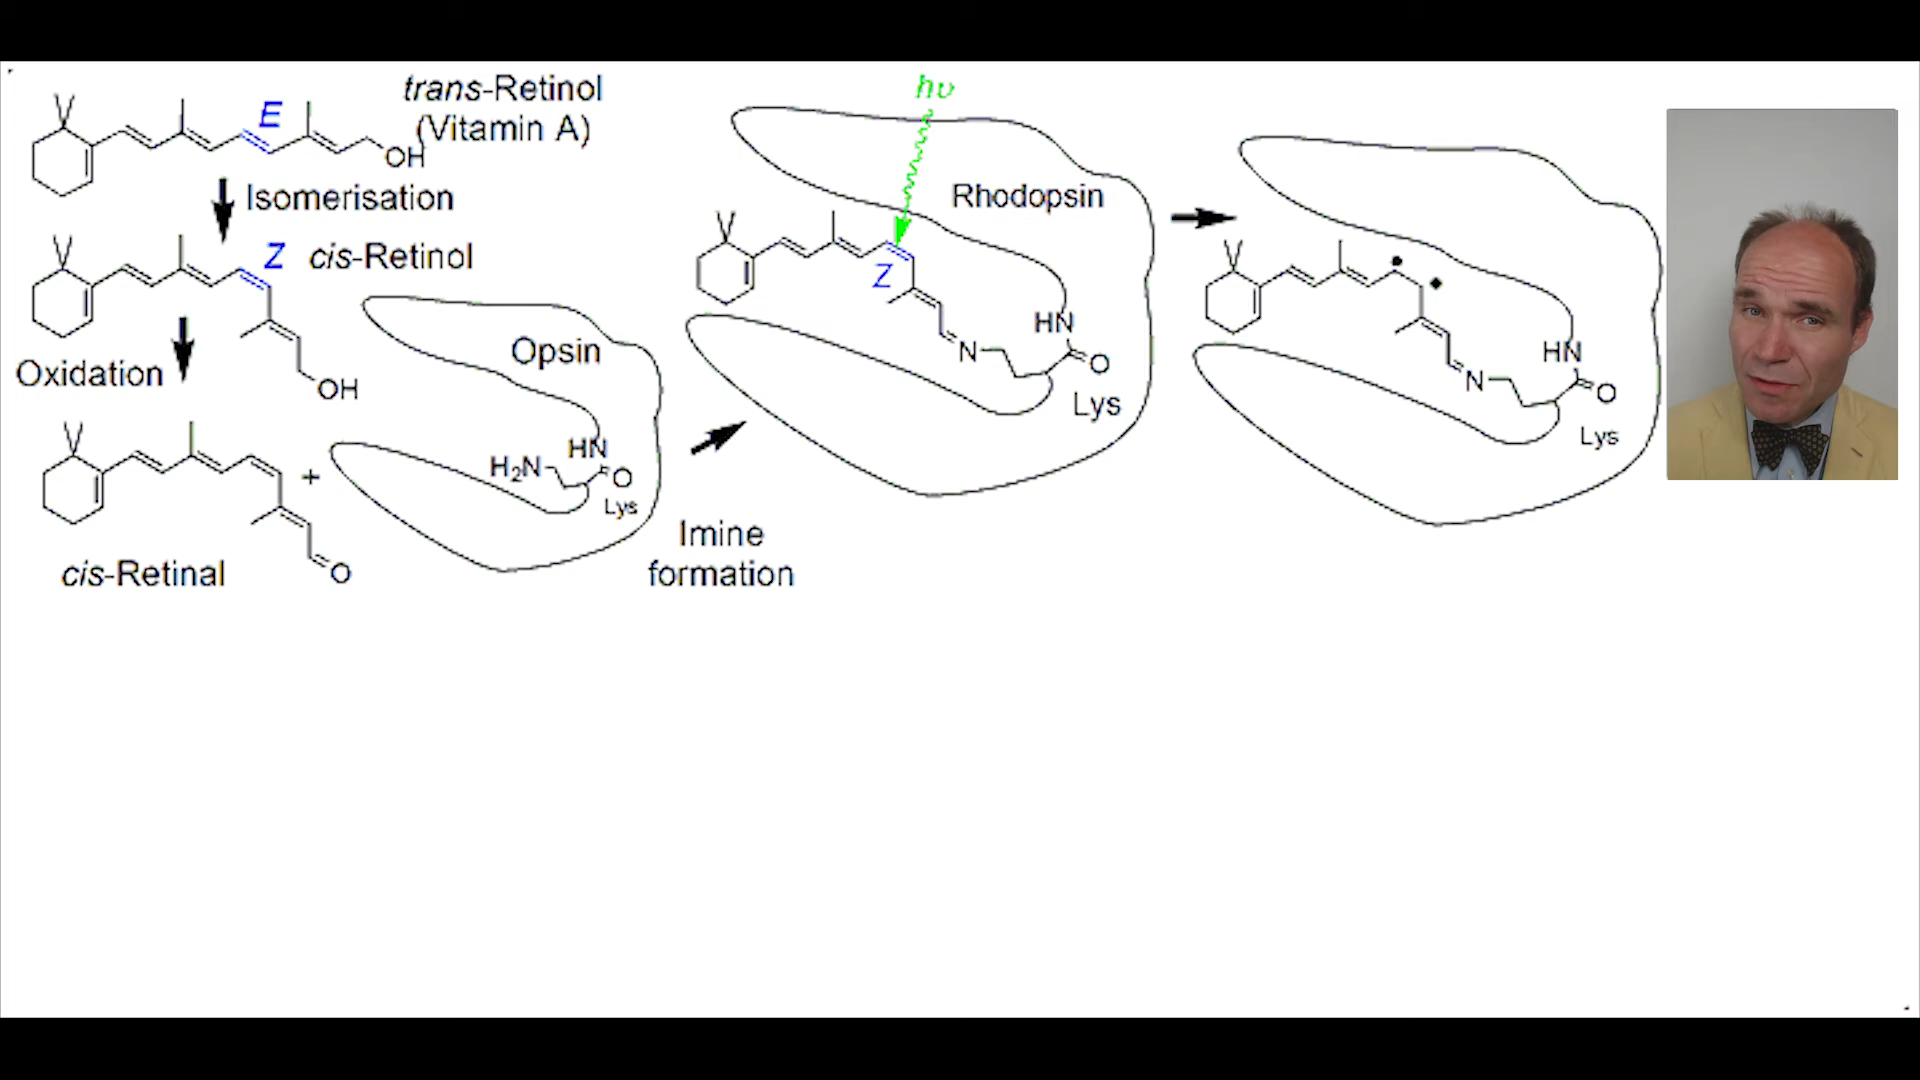 trans-Retinol
(Vitamin A)
E
OH
Isomerisation
Z
cis-Retinol
OH
Oxidation
+
O
cis-Retinal
Opsin
HN
H₂N
O
Lys
Imine
formation
hυ
Rhodopsin
Z
HN
N
O
Lys
HN
N
O
Lys